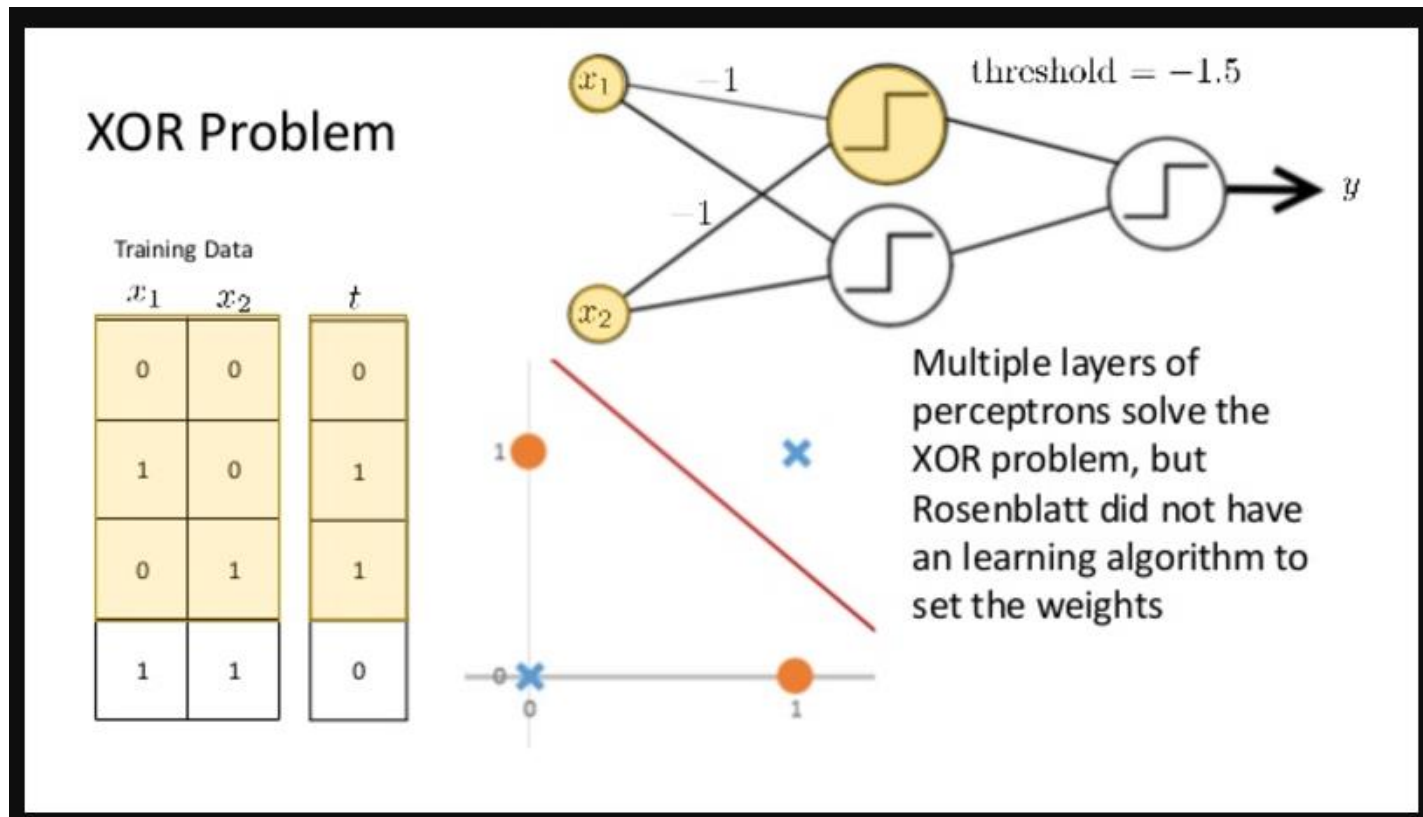 XOR Problem
x₁
−1
−1
x₂
threshold = −1.5
y
Training Data
x₁ x₂ t
0 0 0
1 0 1
0 1 1
1 1 0
1
0
0 1
Multiple layers of
perceptrons solve the
XOR problem, but
Rosenblatt did not have
an learning algorithm to
set the weights